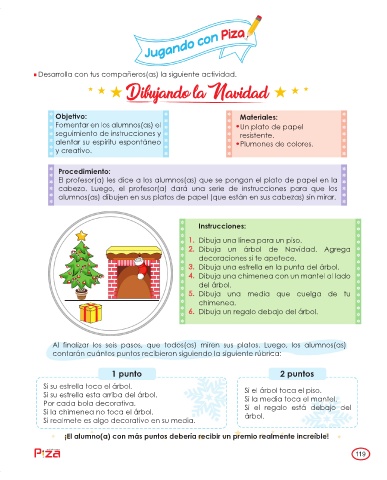 Jugando con Piza
Desarrolla con tus compañeros(as) la siguiente actividad.
Dibujando la Navidad
Objetivo:
Fomentar en los alumnos(as) el
seguimiento de instrucciones y
alentar su espíritu espontáneo
y creativo.
Materiales:
Un plato de papel
resistente.
Plumones de colores.
Procedimiento:
El profesor(a) les dice a los alumnos(as) que se pongan el plato de papel en la
cabeza. Luego, el profesor(a) dará una serie de instrucciones para que los
alumnos(as) dibujen en sus platos de papel (que están en sus cabezas) sin mirar.
Instrucciones:
1. Dibuja una línea para un piso.
2. Dibuja un árbol de Navidad. Agrega
decoraciones si te apetece.
3. Dibuja una estrella en la punta del árbol.
4. Dibuja una chimenea con un mantel al lado
del árbol.
5. Dibuja una media que cuelga de tu
chimenea.
6. Dibuja un regalo debajo del árbol.
Al finalizar los seis pasos, que todos(as) miren sus platos. Luego, los alumnos(as)
contarán cuántos puntos recibieron siguiendo la siguiente rúbrica:
1 punto
Si su estrella toca el árbol.
Si su estrella esta arriba del árbol.
Por cada bola decorativa.
Si la chimenea no toca el árbol.
Si realmete es algo decorativo en su media.
2 puntos
Si el árbol toca el piso.
Si la media toca el mantel.
Si el regalo está debajo del
árbol.
¡El alumno(a) con más puntos debería recibir un premio realmente increíble!
Piza
119